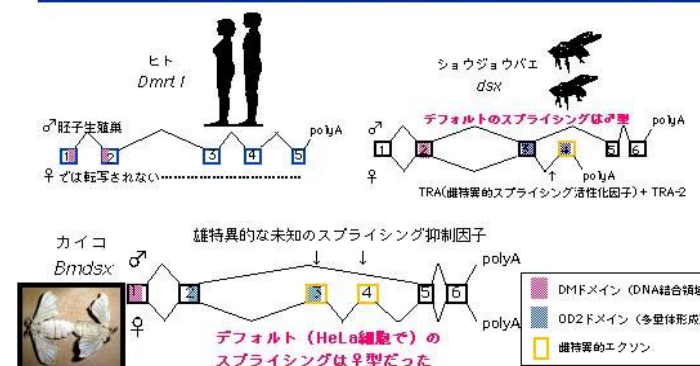 ヒト
Dmrt1
♂胚子生殖巣
polyA
1 2 3 4 5
♀では転写されない
ショウジョウバエ
dsx
デフォルトのスプライシングは♂型
polyA
♂
1 2 3 4 5 6
♀
polyA
TRA(雌特異的スプライシング活性化因子)+ TRA-2
カイコ
Bmdsx
雄特異的な未知のスプライシング抑制因子
♂
polyA
1 2 3 4 5 6
♀
polyA
デフォルト(HeLa細胞で)の
スプライシングは♀型だった
DMドメイン(DNA結合領域
OD2ドメイン(多量体形成
雌特異的エクソン